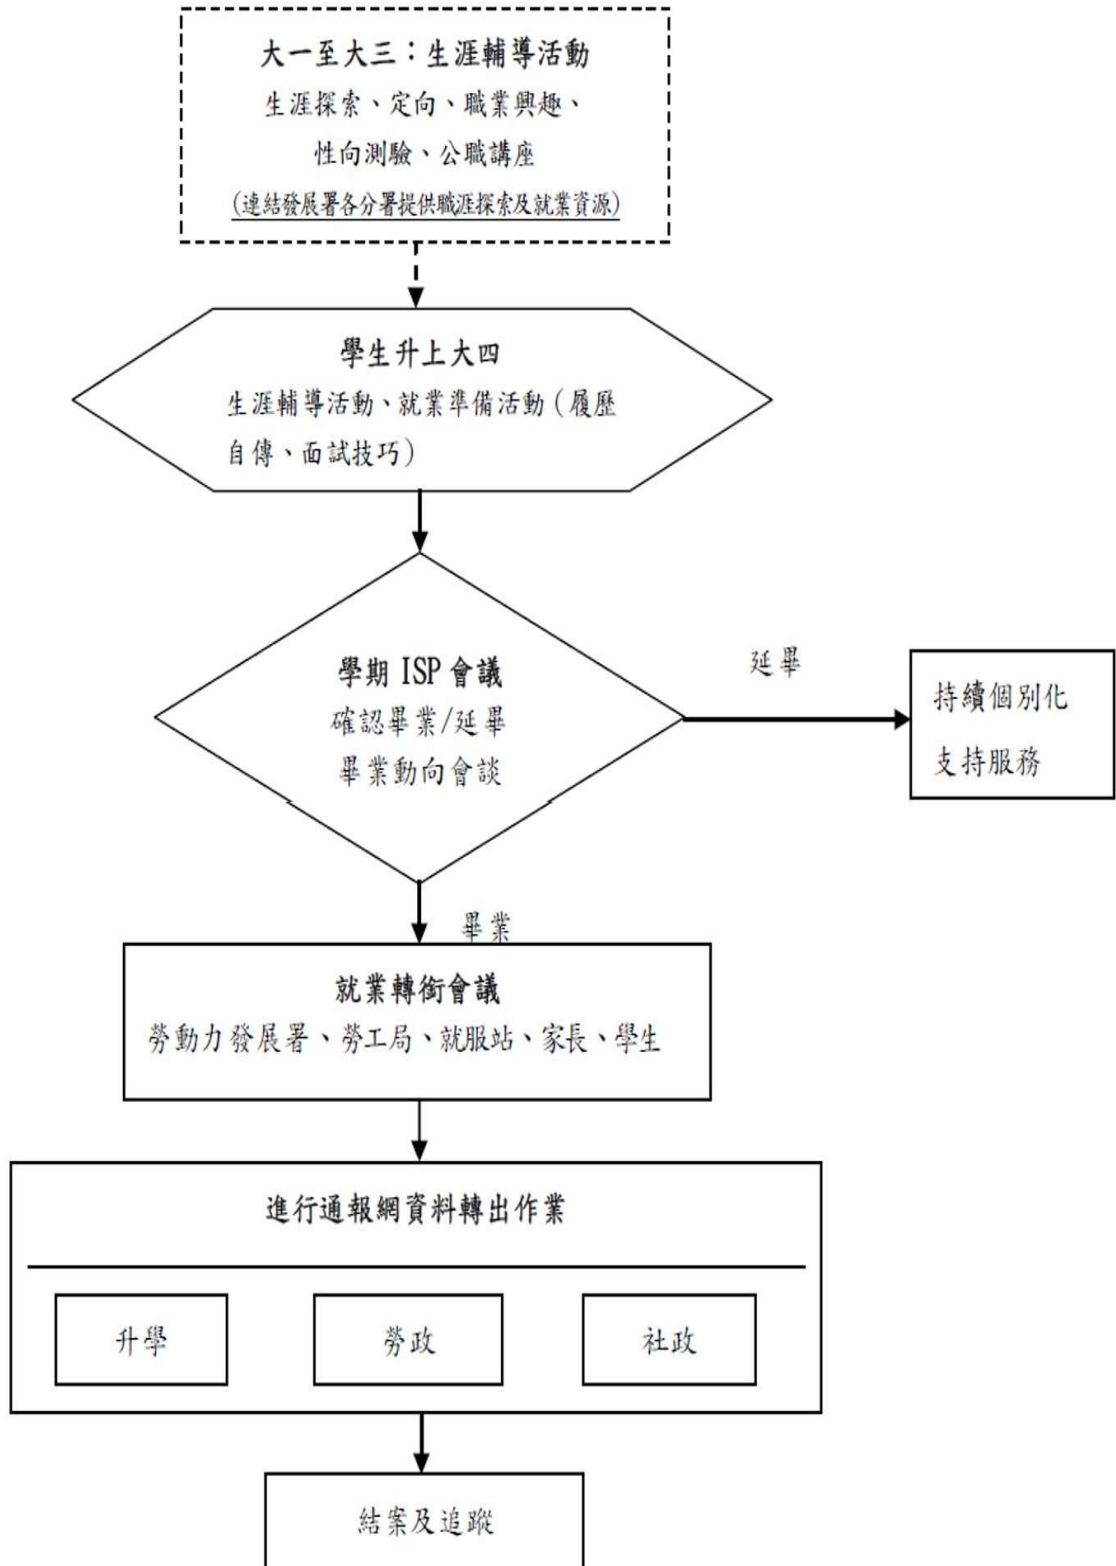 大一至大三：生涯輔導活動
生涯探索、定向、職業興趣、
性向測驗、公職講座
(連結發展署各分署提供職涯探索及就業資源)
學生升上大四
生涯輔導活動、就業準備活動（履歷
自傳、面試技巧）
學期 ISP 會議
確認畢業/延畢
畢業動向會談
延畢
持續個別化
支持服務
畢業
就業轉銜會議
勞動力發展署、勞工局、就服站、家長、學生
進行通報網資料轉出作業
升學
勞政
社政
結案及追蹤